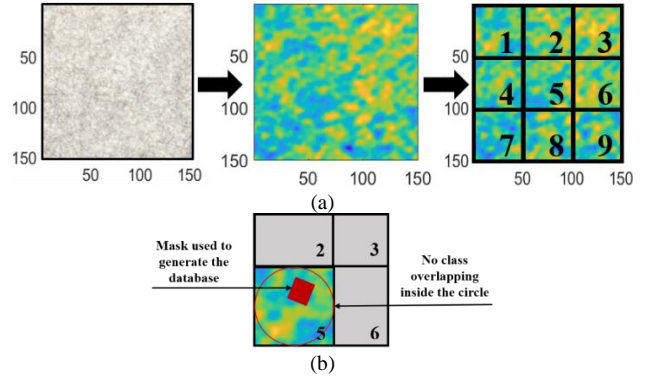 50
100
150
50 100 150
50
100
150
50 100 150
50
100
150
50 100 150
1 2 3
4 5 6
7 8 9
(a)
Mask used to
generate the
database
2 3
5 6
No class
overlapping
inside the circle
(b)